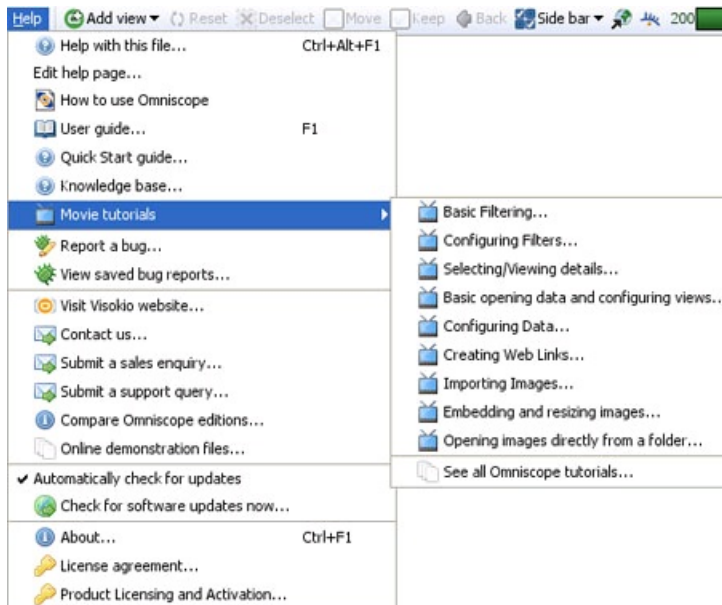 Help Add view Reset Deselect Move Keep Back Side bar 200
Help with this file... Ctrl+Alt+F1
Edit help page...
How to use Omniscope
User guide... F1
Quick Start guide...
Knowledge base...
Movie tutorials
Report a bug...
View saved bug reports...
Visit Visokio website...
Contact us...
Submit a sales enquiry...
Submit a support query...
Compare Omniscope editions...
Online demonstration files...
Automatically check for updates
Check for software updates now...
About... Ctrl+F1
License agreement...
Product Licensing and Activation...
Basic Filtering...
Configuring Filters...
Selecting/Viewing details...
Basic opening data and configuring views...
Configuring Data...
Creating Web Links...
Importing Images...
Embedding and resizing images...
Opening images directly from a folder...
See all Omniscope tutorials...